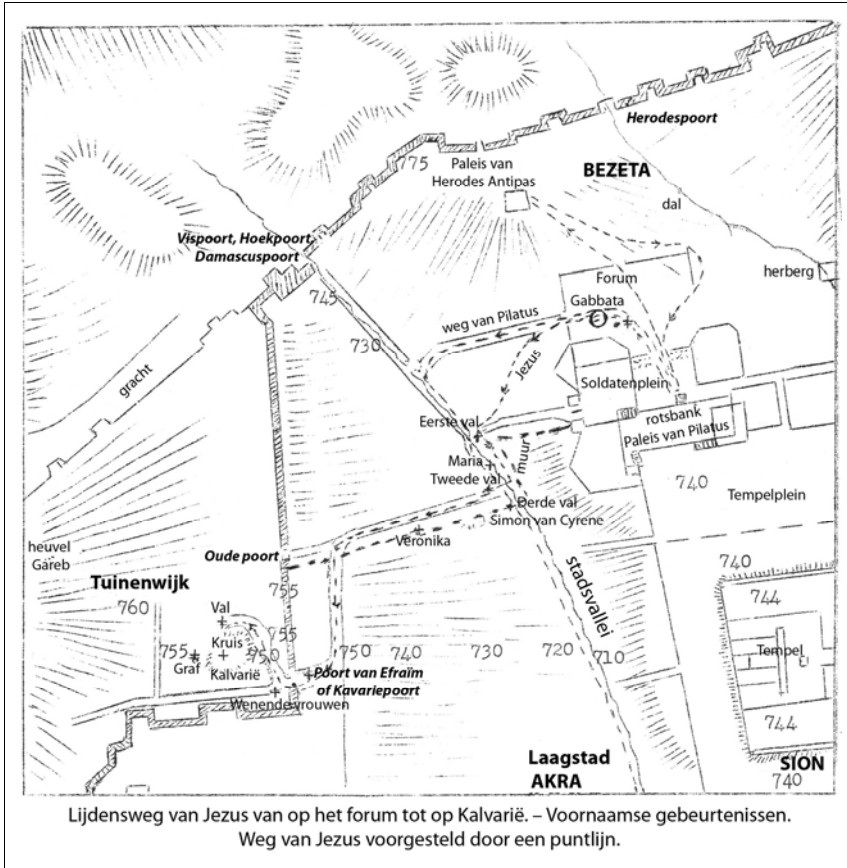 Herodespoort
775
Paleis van
Herodes Antipas
BEZETA
dal
Vispoort, Hoekpoort,
Damascuspoort
herberg
Forum
Gabbata
745
weg van Pilatus
730
gracht
Jezus
Soldatenplein
Eerste val
rotsbank
Paleis van Pilatus
muur
Maria
Tweede val
740
Tempelplein
Derde val
Simon van Cyrene
Veronika
heuvel
Gareb
Oude poort
stadsvallei
740
Tuinenwijk
755
744
760
Val
755
Kruis
755
750
750
740
730
720
710
Tempel
Graf
Kalvarië
Poort van Efraïm
of Kavariepoort
Wenende vrouwen
744
Laagstad
AKRA
SION
740
Lijdensweg van Jezus van op het forum tot op Kalvarië. – Voornaamse gebeurtenissen.
Weg van Jezus voorgesteld door een puntlijn.